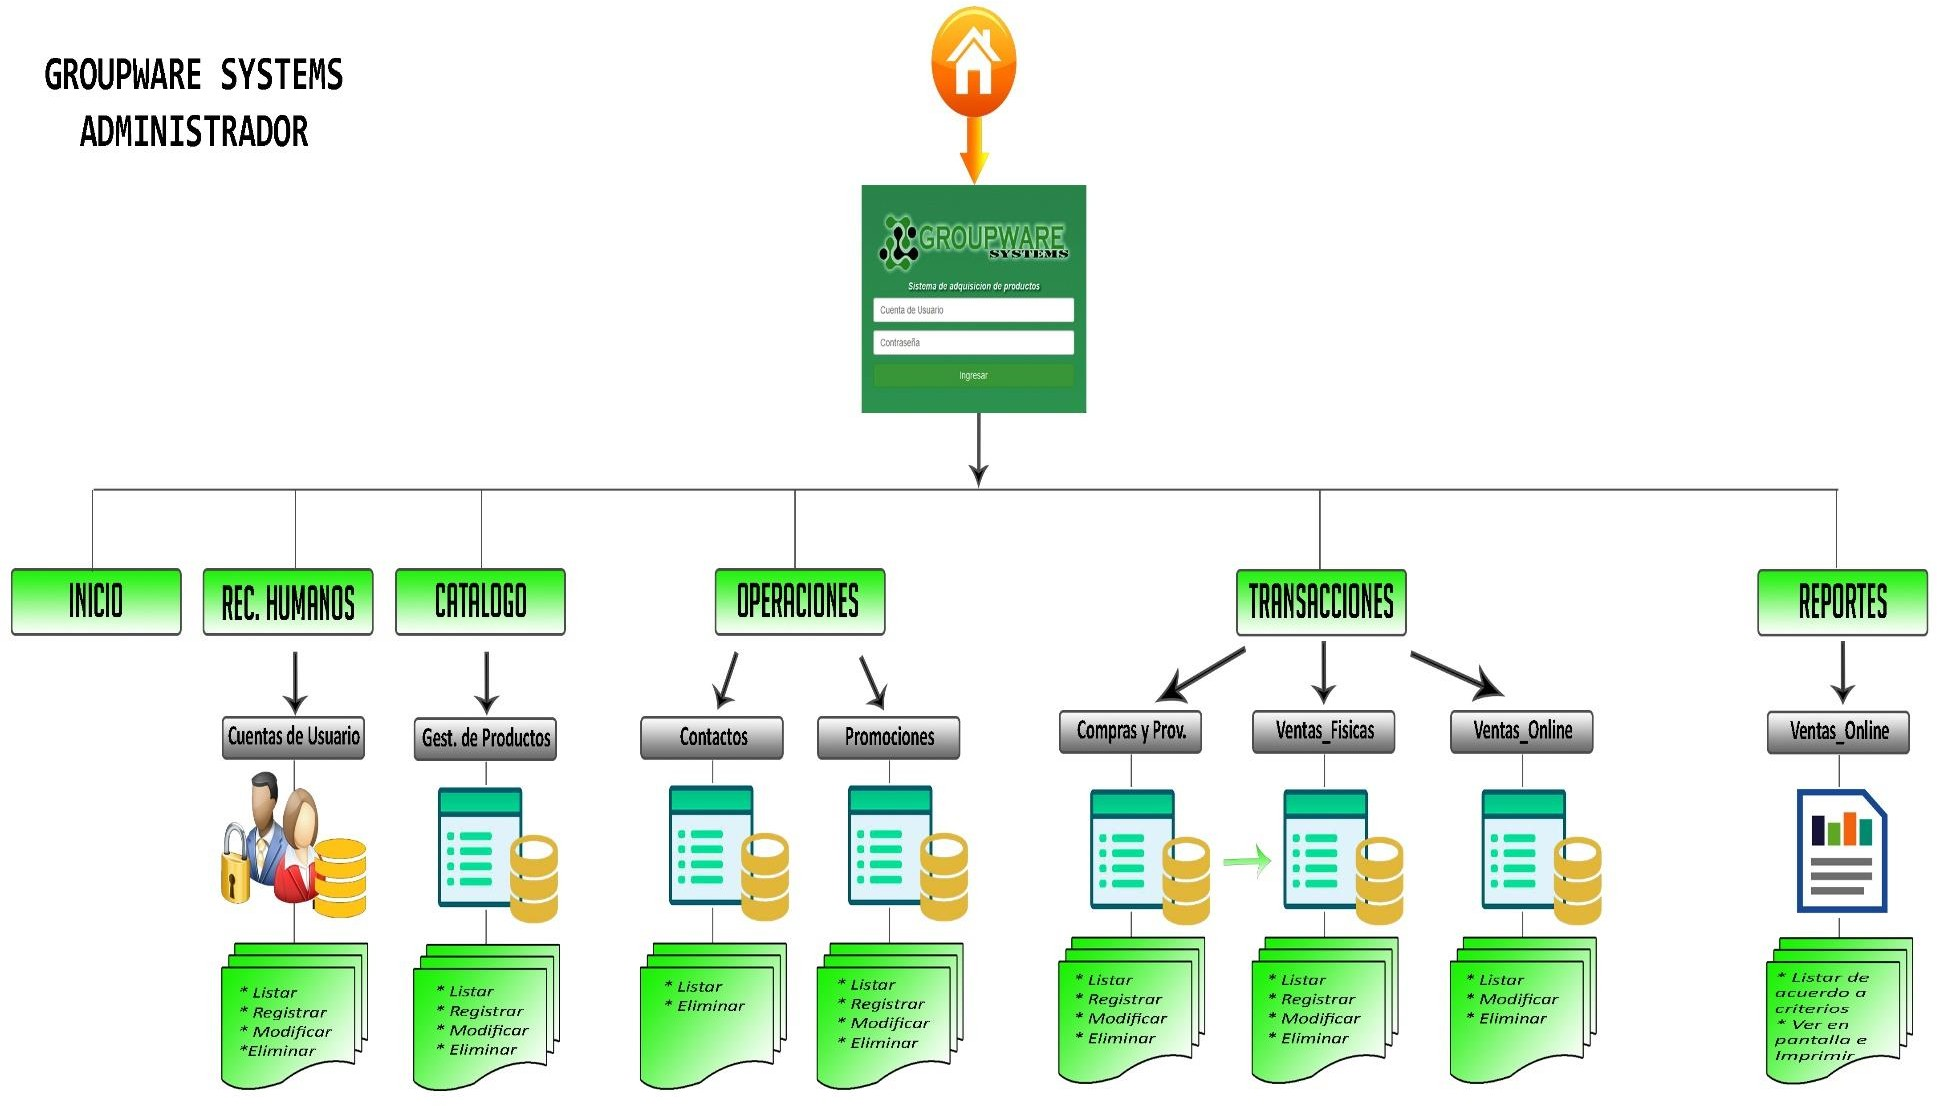 GROUPWARE SYSTEMS
ADMINISTRADOR
GROUPWARE
SYSTEMS
Sistema de adquisicion de productos
Cuenta de Usuario
Contraseña
Ingresar
INICIO
REC. HUMANOS
CATALOGO
OPERACIONES
TRANSACCIONES
REPORTES
Cuentas de Usuario
Gest. de Productos
Contactos
Promociones
Compras y Prov.
Ventas_Fisicas
Ventas_Online
Ventas_Online
* Listar
* Registrar
* Modificar
*Eliminar
* Listar
* Registrar
* Modificar
* Eliminar
* Listar
* Eliminar
* Listar
* Registrar
* Modificar
* Eliminar
* Listar
* Registrar
* Modificar
* Eliminar
* Listar
* Registrar
* Modificar
* Eliminar
* Listar
* Modificar
* Eliminar
* Listar de
acuerdo a
criterios
* Ver en
pantalla e
Imprimir